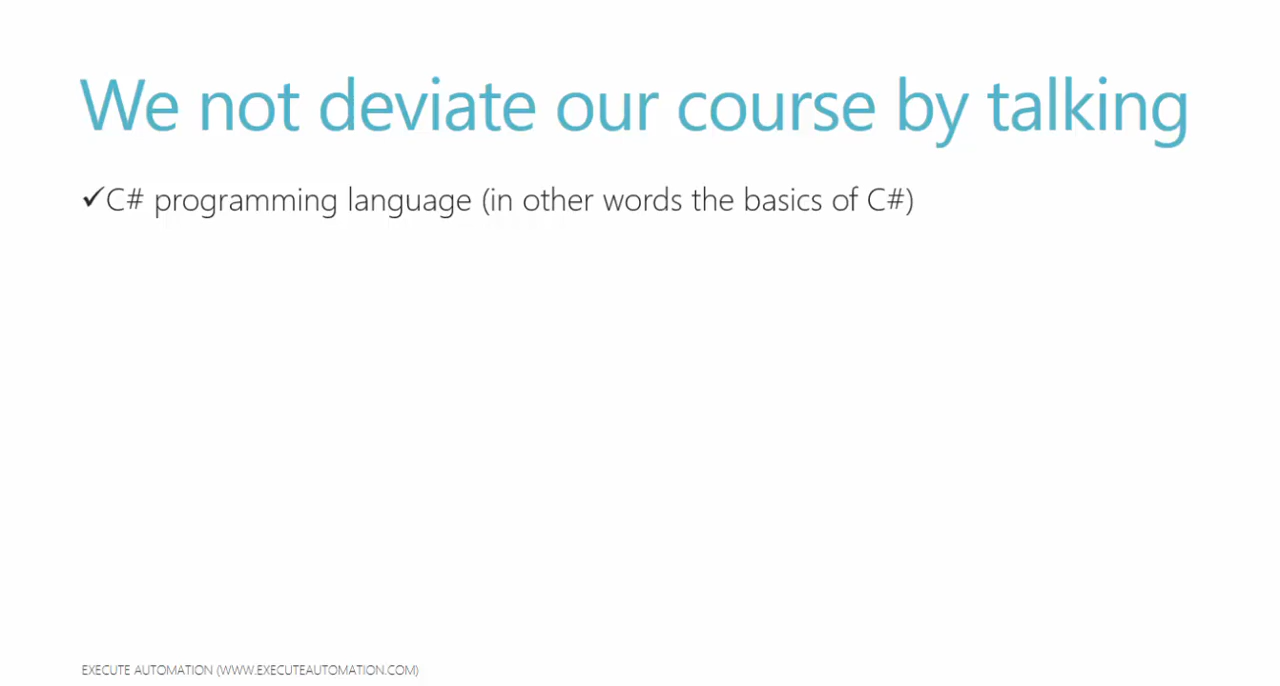 We not deviate our course by talking
✓C# programming language (in other words the basics of C#)
EXECUTE AUTOMATION (WWW.EXECUTEAUTOMATION.COM)